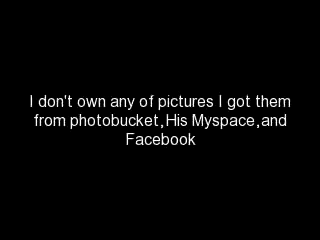 I don't own any of pictures I got them
from photobucket,His Myspace,and
Facebook